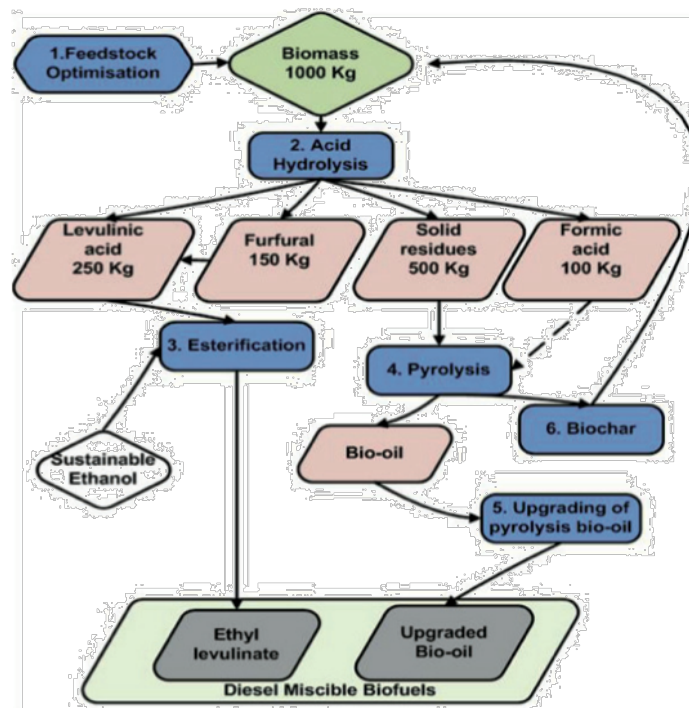 1.Feedstock
Optimisation
Biomass
1000 Kg
2. Acid
Hydrolysis
Levulinic
acid
250 Kg
Furfural
150 Kg
Solid
residues
500 Kg
Formic
acid
100 Kg
3. Esterification
4. Pyrolysis
6. Biochar
Sustainable
Ethanol
Bio-oil
5. Upgrading of
pyrolysis bio-oil
Ethyl
levulinate
Upgraded
Bio-oil
Diesel Miscible Biofuels